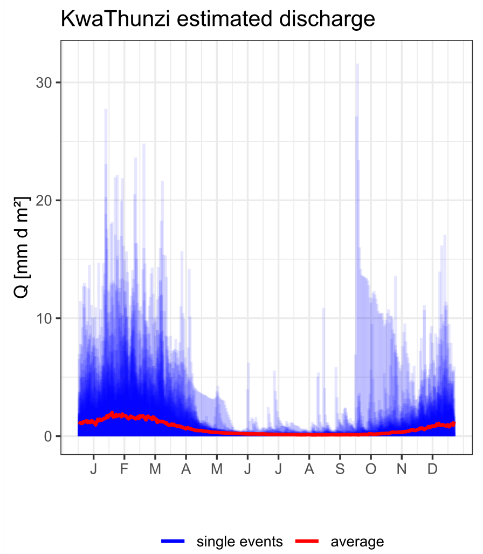 KwaThunzi estimated discharge
Q [mm d m²]
30
20
10
0
J F M A M J J A S O N D
single events average